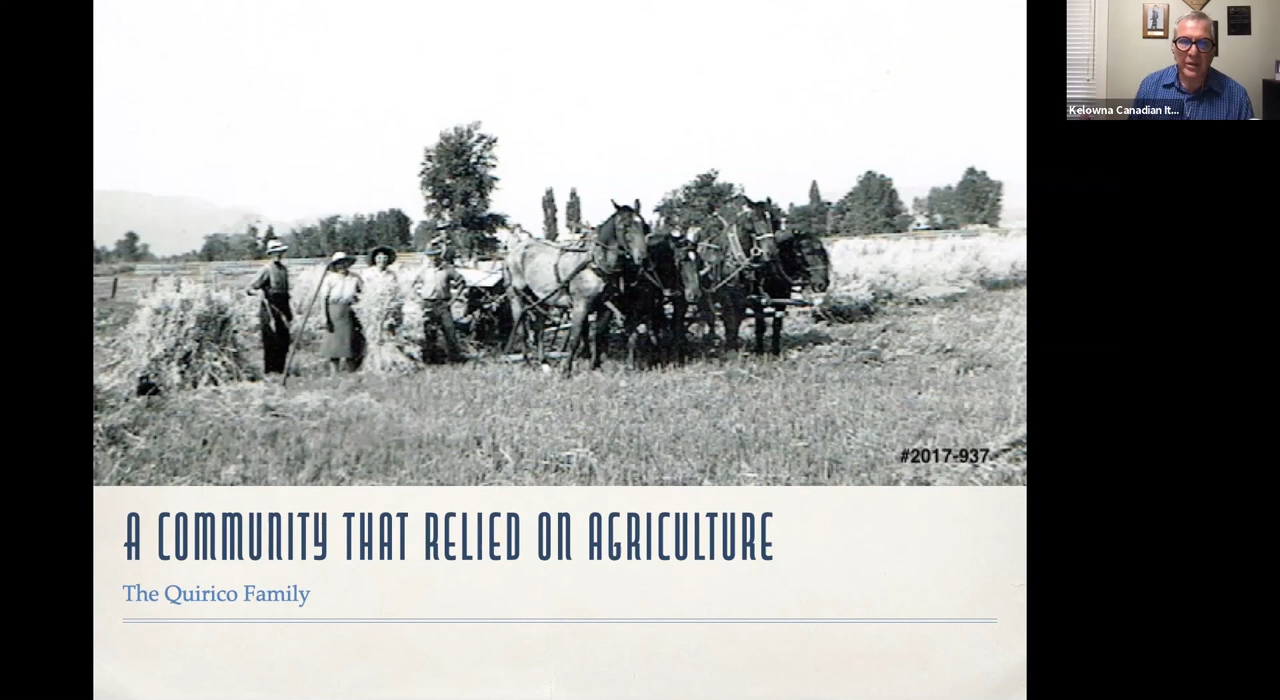 Kelowna Canadian It...
#2017-937
A COMMUNITY THAT RELIED ON AGRICULTURE
The Quirico Family